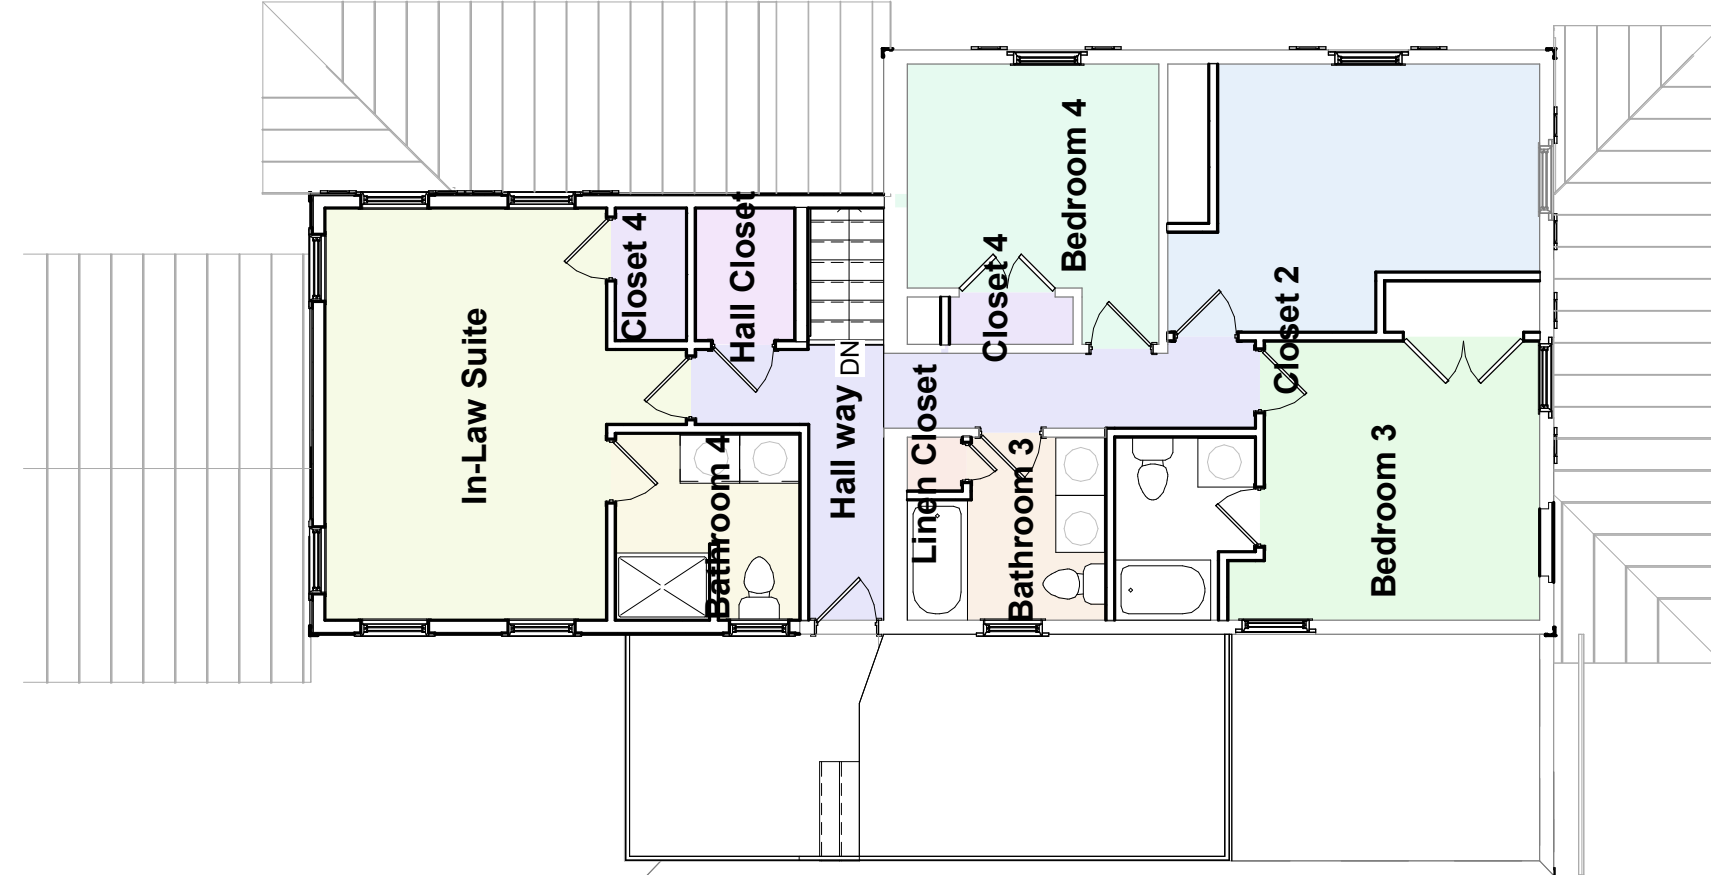 In-Law Suite
Closet 4
Hall Closet
Bathroom 4
Hall way
DN
Linen Closet
Closet 4
Bathroom 3
Bedroom 4
Closet 2
Bedroom 3